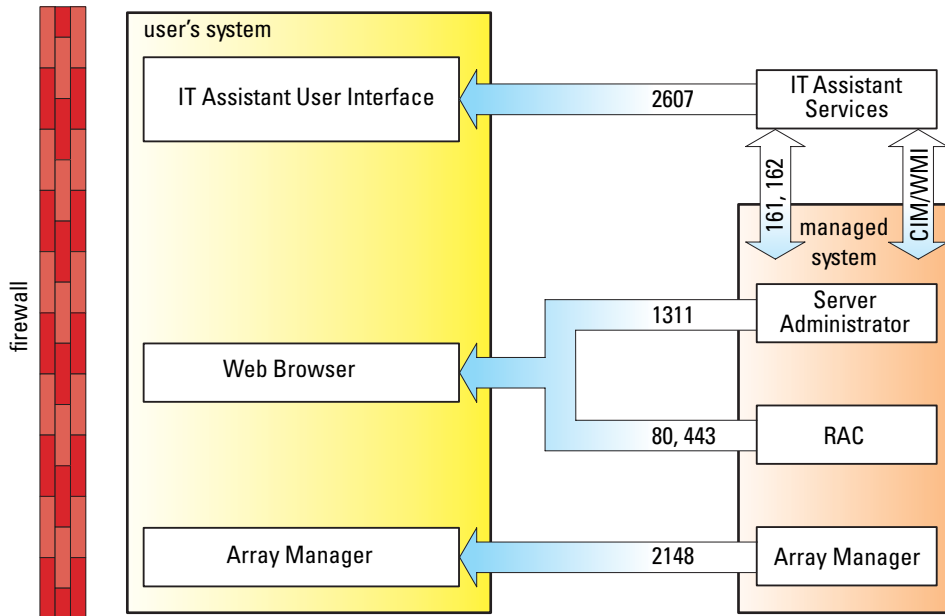 firewall
user's system
IT Assistant User Interface
2607
IT Assistant
Services
161, 162
CIM/WMI
managed
system
1311
Server
Administrator
Web Browser
80, 443
RAC
Array Manager
2148
Array Manager